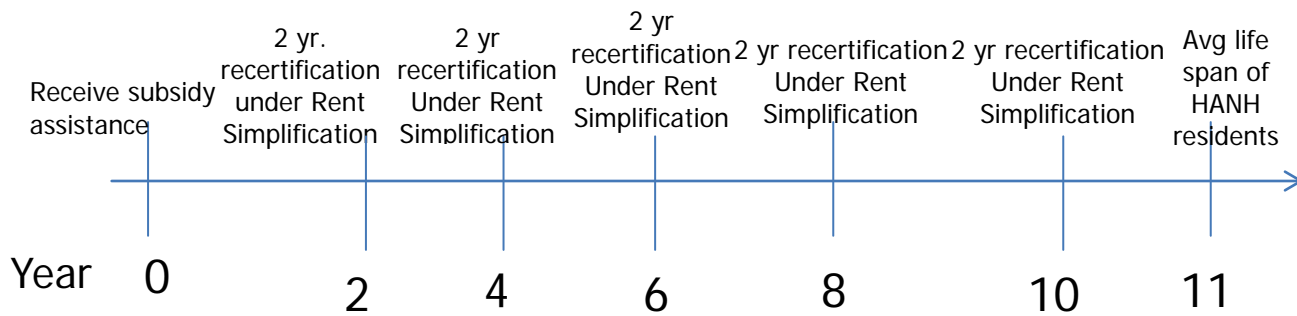 Receive subsidy
assistance
2 yr.
recertification
under Rent
Simplification
2 yr
recertification
Under Rent
Simplification
2 yr
recertification
Under Rent
Simplification
2 yr recertification
Under Rent
Simplification
2 yr recertification
Under Rent
Simplification
Avg life
span of
HANH
residents
Year 0 2 4 6 8 10 11